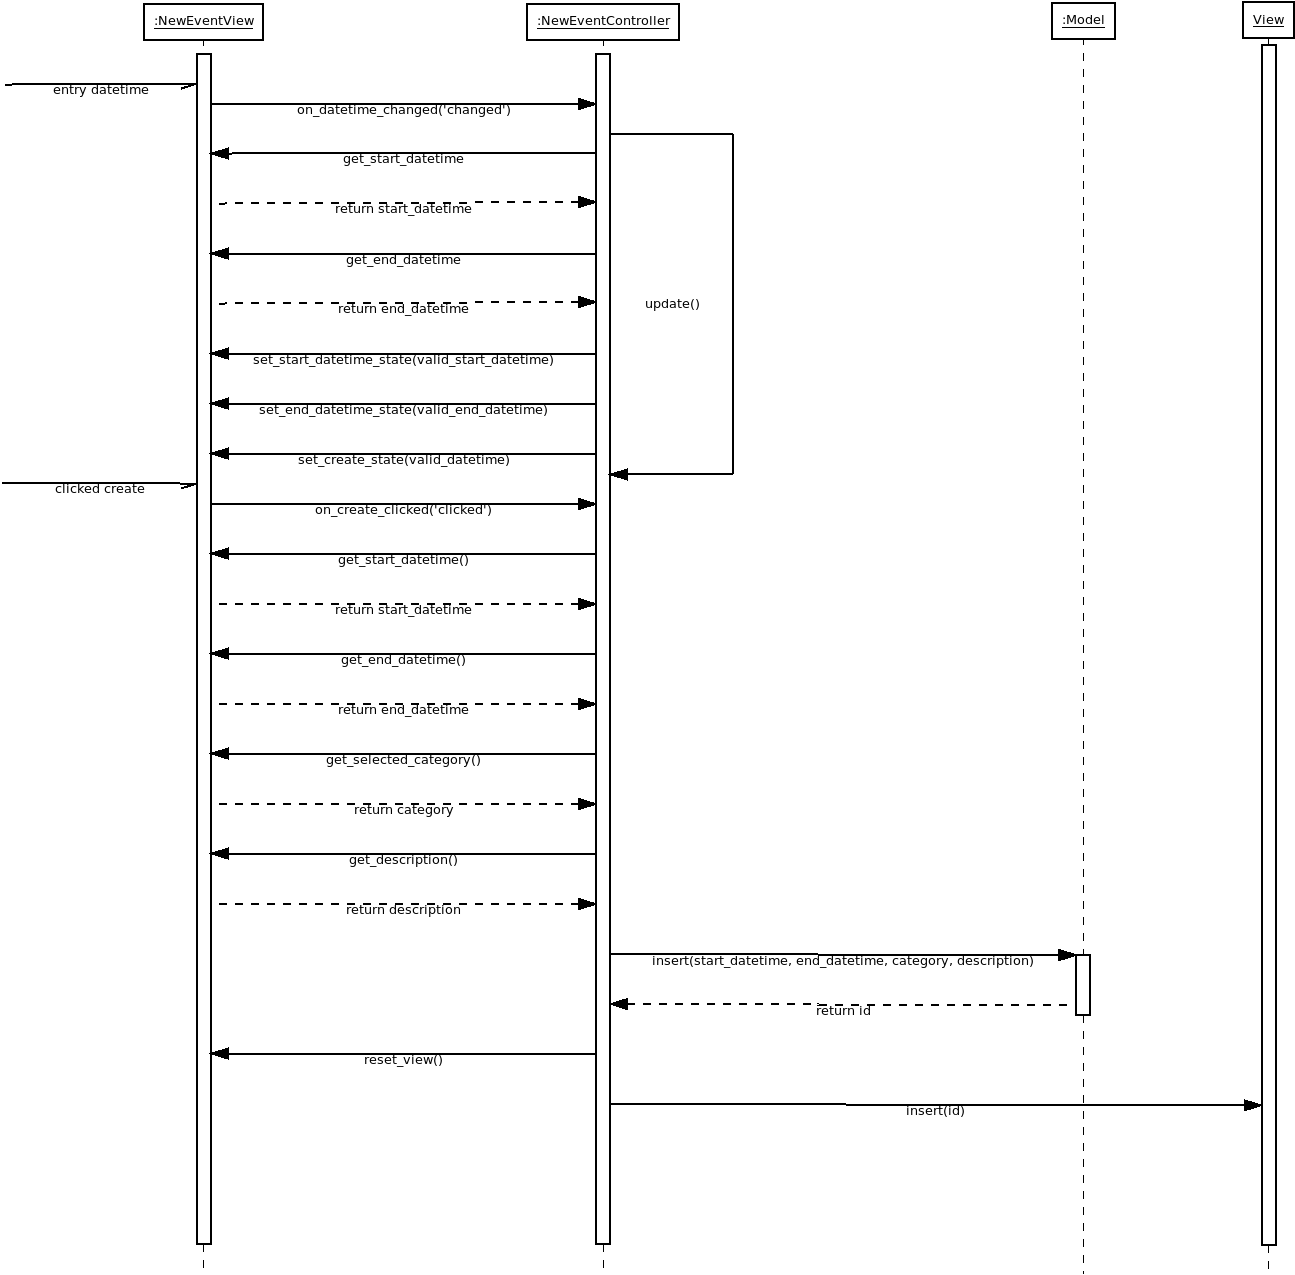 :NewEventView
:NewEventController
:Model
View
entry datetime
on_datetime_changed('changed')
get_start_datetime
return start_datetime
get_end_datetime
update()
return end_datetime
set_start_datetime_state(valid_start_datetime)
set_end_datetime_state(valid_end_datetime)
set_create_state(valid_datetime)
clicked create
on_create_clicked('clicked')
get_start_datetime()
return start_datetime
get_end_datetime()
return end_datetime
get_selected_category()
return category
get_description()
return description
insert(start_datetime, end_datetime, category, description)
return id
reset_view()
insert(id)